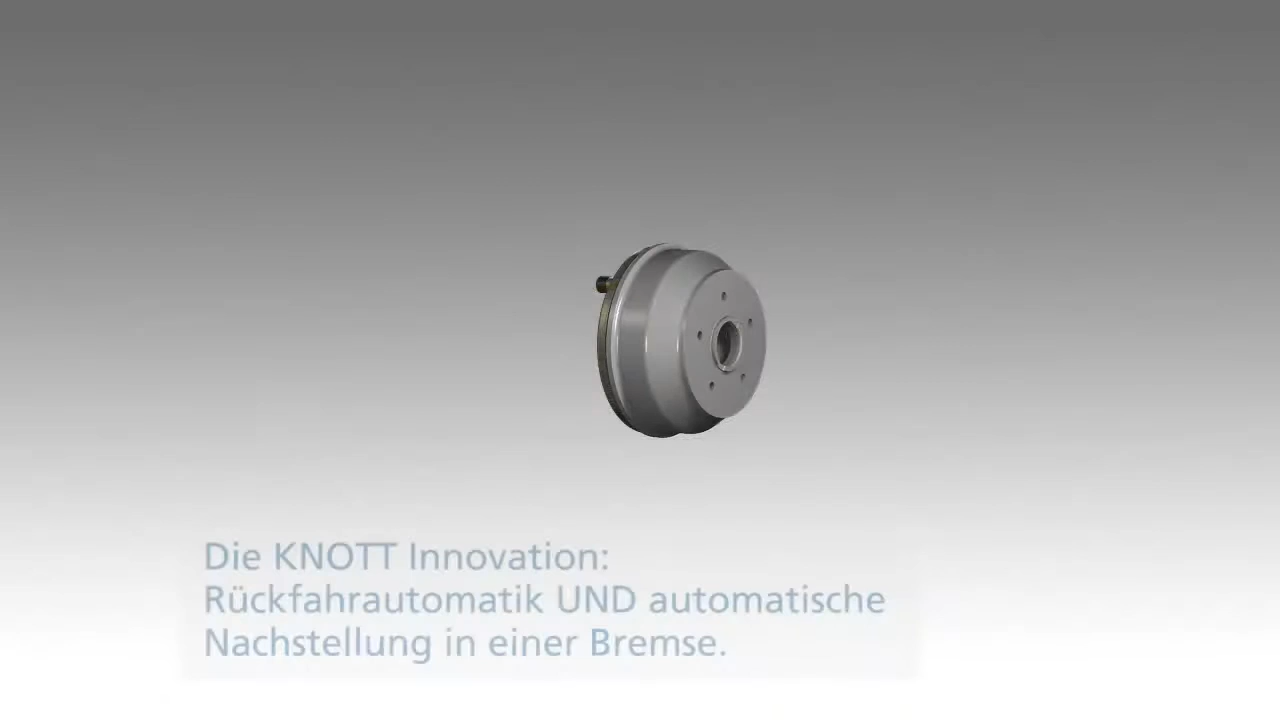 Die KNOTT Innovation:
Rückfahrautomatik UND automatische
Nachstellung in einer Bremse.